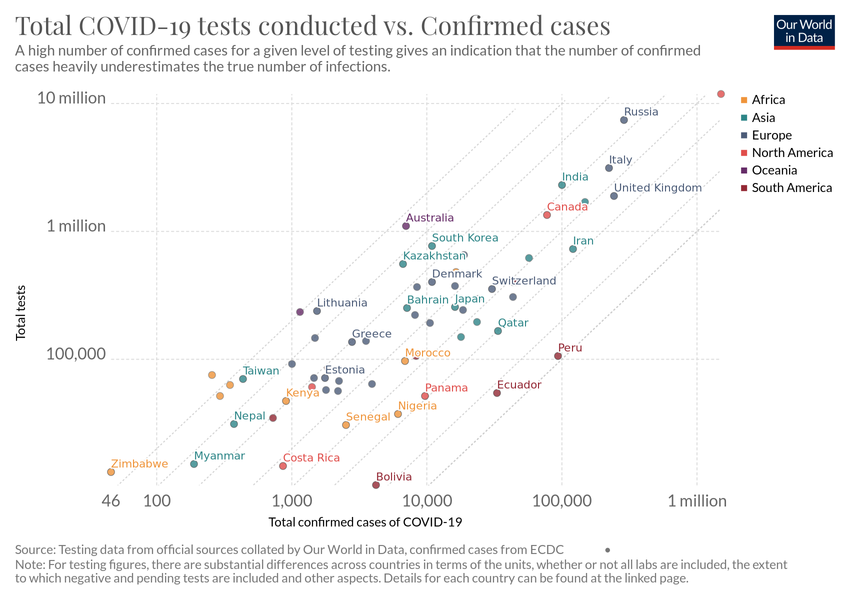 Total COVID-19 tests conducted vs. Confirmed cases
Our World
in Data
A high number of confirmed cases for a given level of testing gives an indication that the number of confirmed
cases heavily underestimates the true number of infections.
10 million
1 million
100,000
Total tests
Russia
Italy
India
United Kingdom
Canada
Australia
South Korea
Iran
Kazakhstan
Denmark
Switzerland
Lithuania
Bahrain
Japan
Qatar
Greece
Morocco
Peru
Taiwan
Estonia
Kenya
Panama
Ecuador
Nepal
Senegal
Nigeria
Zimbabwe
Myanmar
Costa Rica
Bolivia
Africa
Asia
Europe
North America
Oceania
South America
46
100
1,000
10,000
100,000
1 million
Total confirmed cases of COVID-19
Source: Testing data from official sources collated by Our World in Data, confirmed cases from ECDC
Note: For testing figures, there are substantial differences across countries in terms of the units, whether or not all labs are included, the extent
to which negative and pending tests are included and other aspects. Details for each country can be found at the linked page.